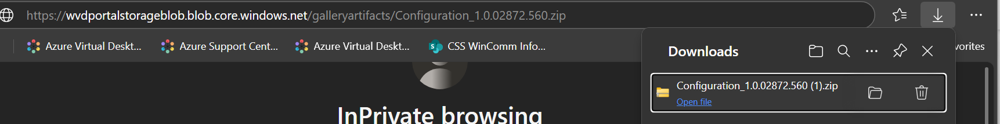 https://wvdportalstorageblob.blob.core.windows.net/galleryartifacts/Configuration_1.0.02872.560.zip
Azure Virtual Deskt... Azure Support Cent... Azure Virtual Deskt... CSS WinComm Info... vorites
Downloads
Configuration_1.0.02872.560 (1).zip
Open file
InPrivate browsing